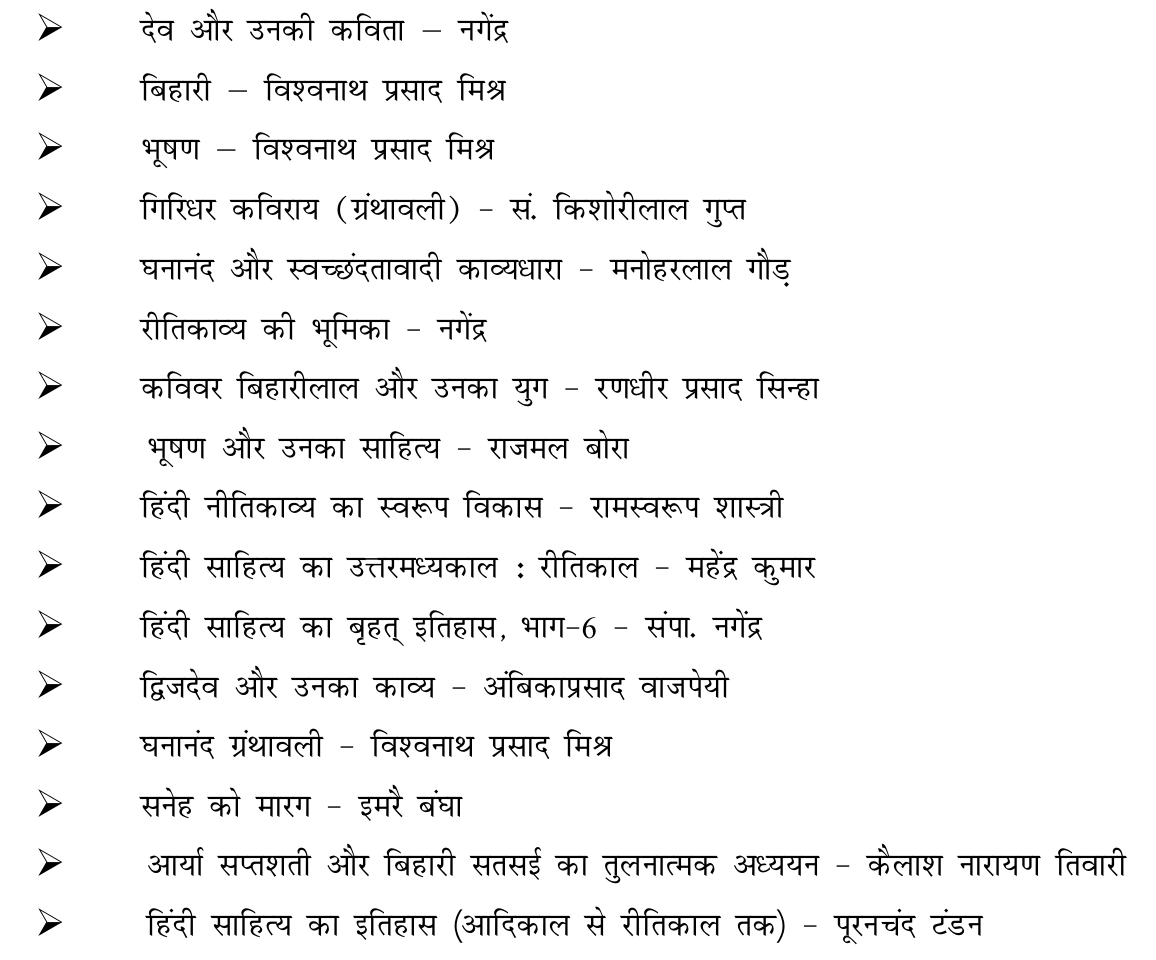 ➢ देव और उनकी कविता – नगेंद्र
➢ बिहारी – विश्वनाथ प्रसाद मिश्र
➢ भूषण – विश्वनाथ प्रसाद मिश्र
➢ गिरिधर कविराय (ग्रंथावली) - सं. किशोरीलाल गुप्त
➢ घनानंद और स्वच्छंदतावादी काव्यधारा - मनोहरलाल गौड़
➢ रीतिकाव्य की भूमिका - नगेंद्र
➢ कविवर बिहारीलाल और उनका युग - रणधीर प्रसाद सिन्हा
➢ भूषण और उनका साहित्य - राजमल बोरा
➢ हिंदी नीतिकाव्य का स्वरूप विकास - रामस्वरूप शास्त्री
➢ हिंदी साहित्य का उत्तरमध्यकाल : रीतिकाल - महेंद्र कुमार
➢ हिंदी साहित्य का बृहत् इतिहास, भाग-6 - संपा. नगेंद्र
➢ द्विजदेव और उनका काव्य - अंबिकाप्रसाद वाजपेयी
➢ घनानंद ग्रंथावली - विश्वनाथ प्रसाद मिश्र
➢ सनेह को मारग - इमरै बंघा
➢ आर्या सप्तशती और बिहारी सतसई का तुलनात्मक अध्ययन - कैलाश नारायण तिवारी
➢ हिंदी साहित्य का इतिहास (आदिकाल से रीतिकाल तक) - पूरनचंद टंडन